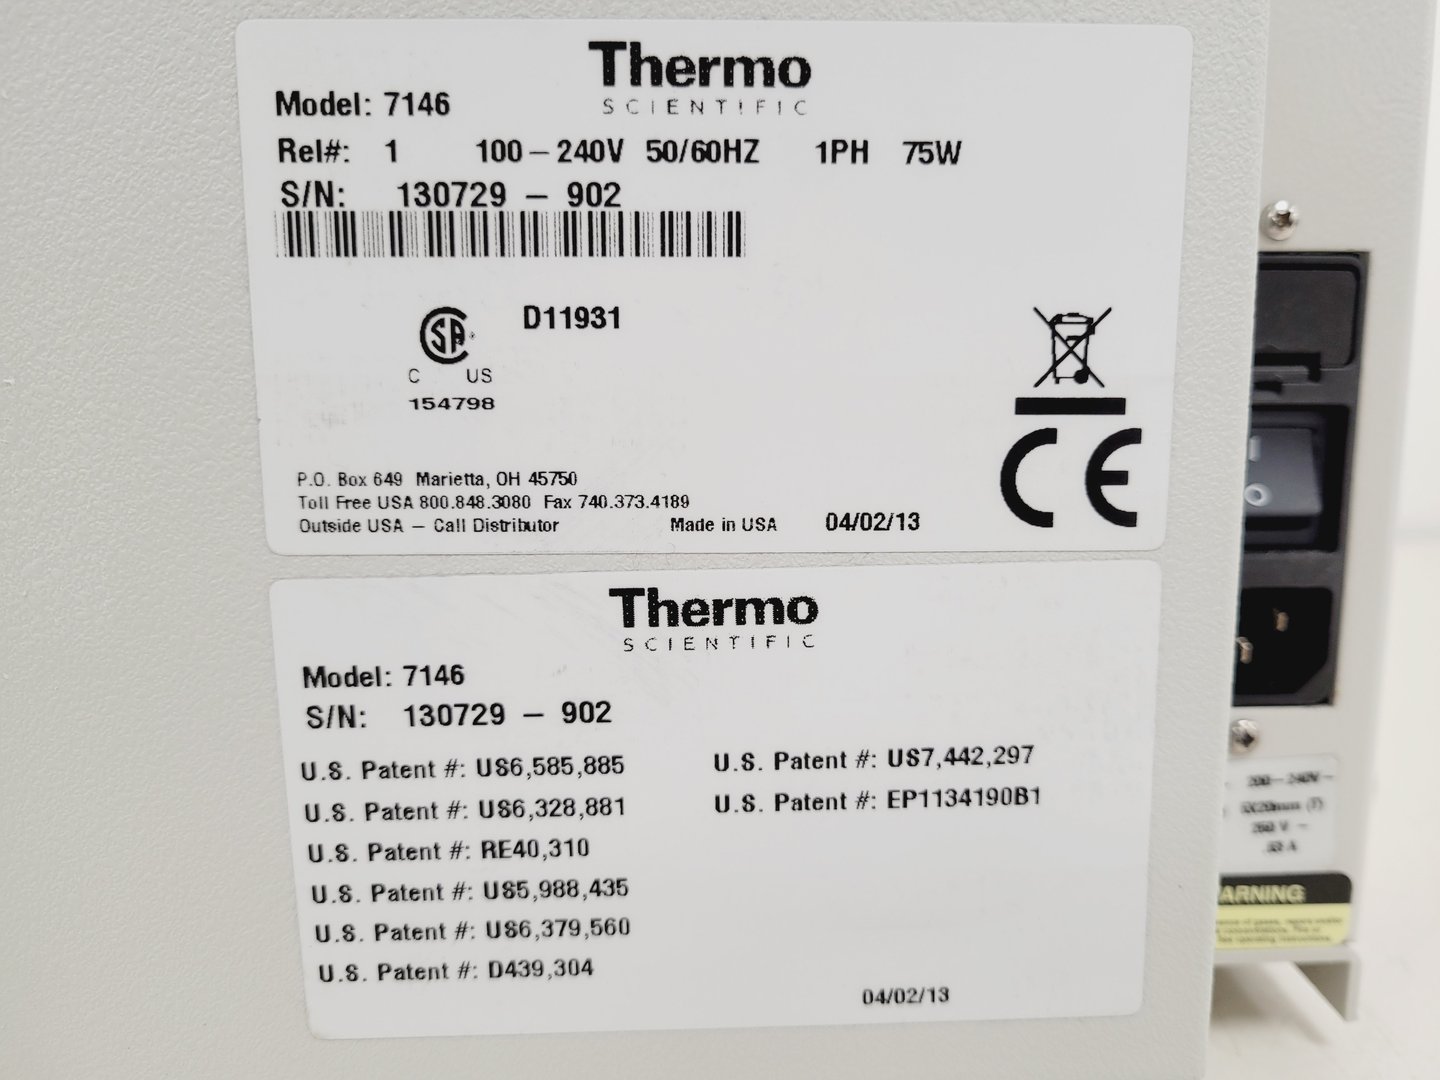 Thermo
SCIENTIFIC
Model: 7146
Rel#: 1 100-240V 50/60HZ 1PH 75W
S/N: 130729 - 902
D11931
C US
154798
P.O. Box 649 Marietta, OH 45750
Toll Free USA 800.848.3080 Fax 740.373.4189
Outside USA - Call Distributor Made in USA 04/02/13
CE
Thermo
SCIENTIFIC
Model: 7146
S/N: 130729 - 902
U.S. Patent #: US6,585,885
U.S. Patent #: US6,328,881
U.S. Patent #: RE40,310
U.S. Patent #: US5,988,435
U.S. Patent #: US6,379,560
U.S. Patent #: D439,304
U.S. Patent #: US7,442,297
U.S. Patent #: EP1134190B1
04/02/13
ARNING